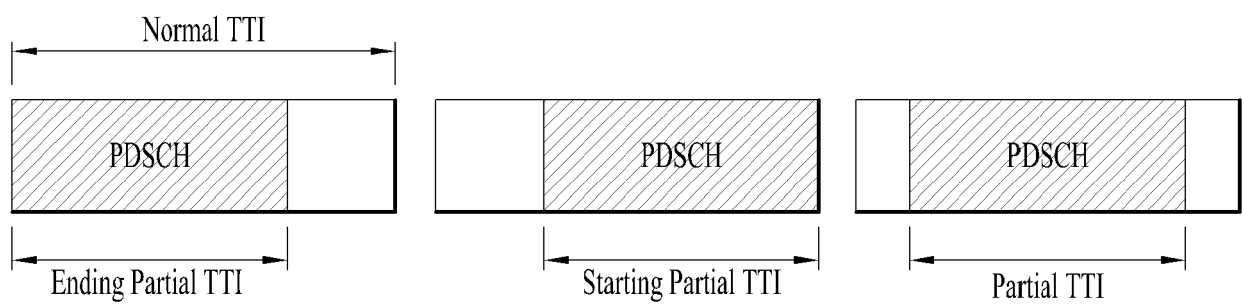 Normal TTI
PDSCH
PDSCH
PDSCH
Ending Partial TTI
Starting Partial TTI
Partial TTI